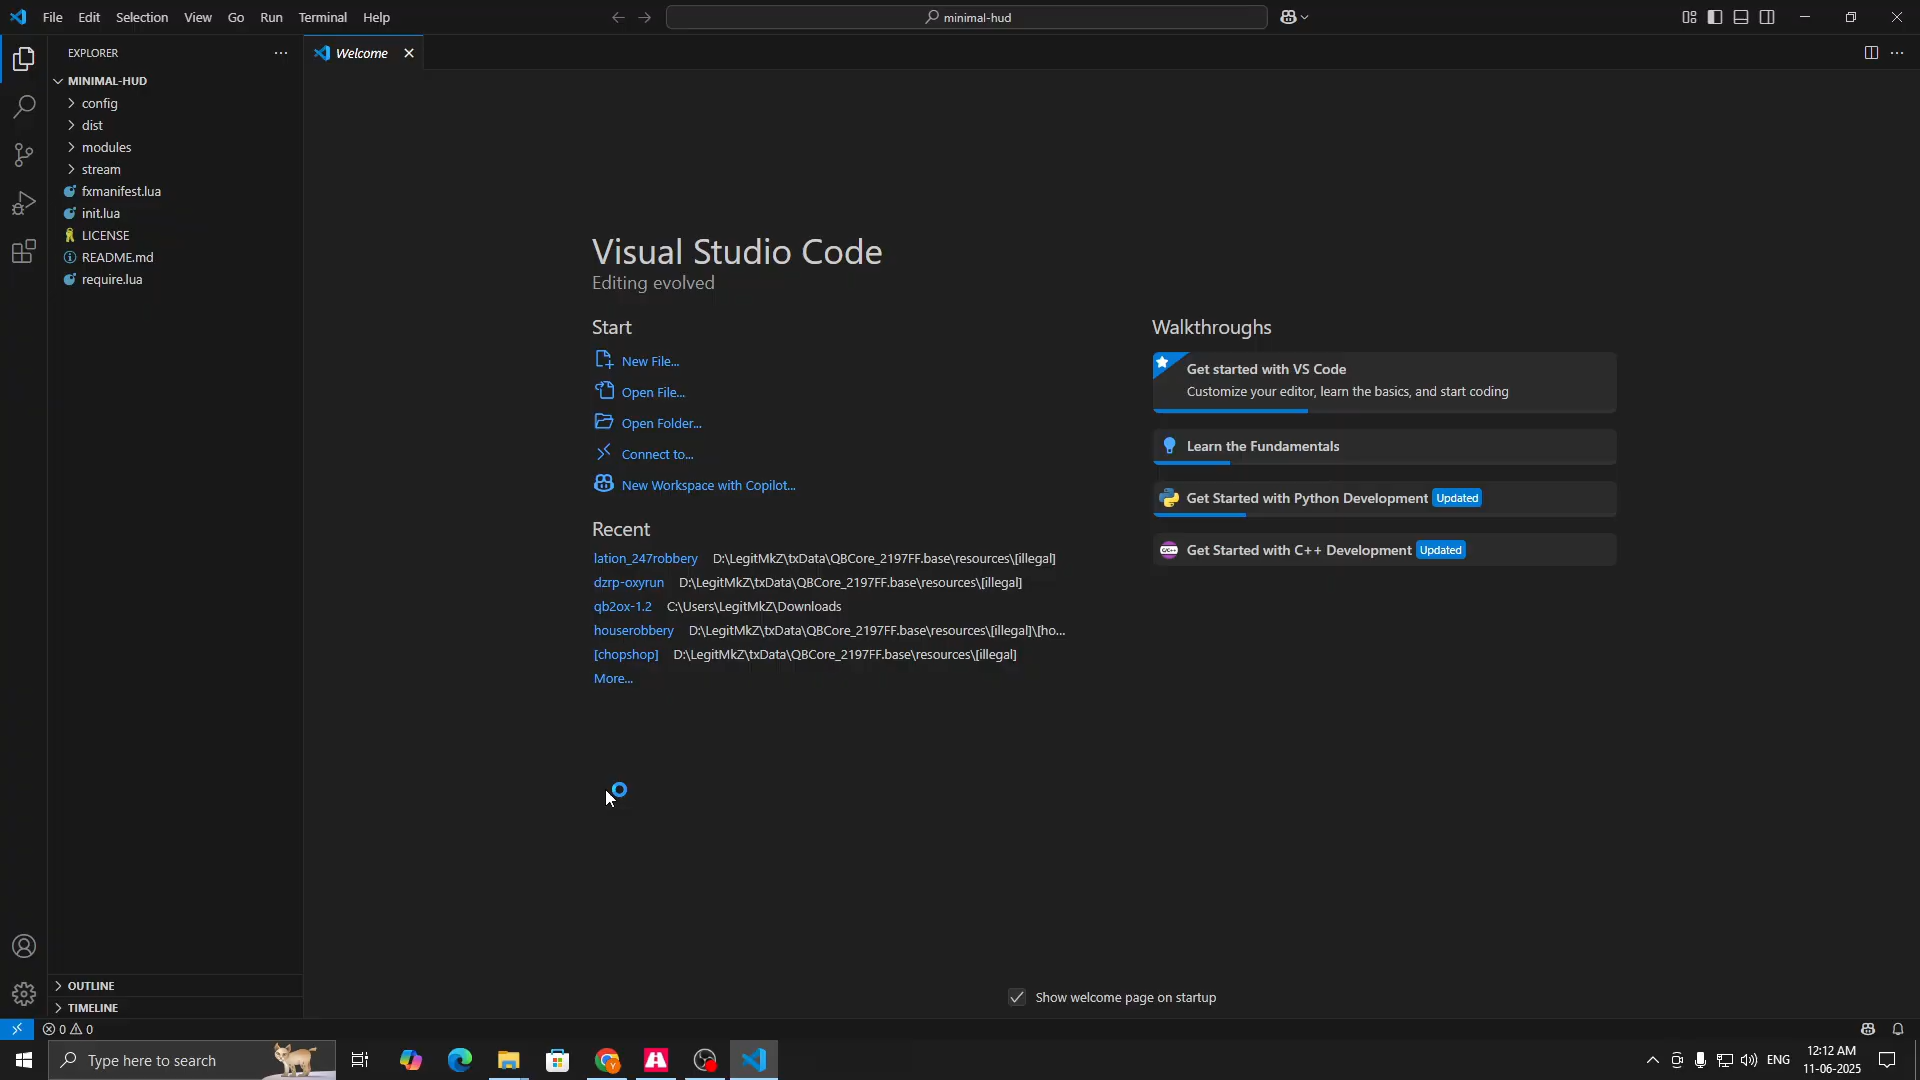 File Edit Selection View Go Run Terminal Help
minimal-hud
EXPLORER
MINIMAL-HUD
config
dist
modules
stream
fxmanifest.lua
init.lua
LICENSE
README.md
require.lua
OUTLINE
TIMELINE
Welcome
Visual Studio Code
Editing evolved
Start
New File...
Open File...
Open Folder...
Connect to...
New Workspace with Copilot...
Recent
lation_247robbery D:\LegitMkZ\txData\QBCore_2197FF.base\resources\[illegal]
dzrp-oxyrun D:\LegitMkZ\txData\QBCore_2197FF.base\resources\[illegal]
qb2ox-1.2 C:\Users\LegitMkZ\Downloads
houserobbery D:\LegitMkZ\txData\QBCore_2197FF.base\resources\[illegal]\[ho...
[chopshop] D:\LegitMkZ\txData\QBCore_2197FF.base\resources\[illegal]
More...
Walkthroughs
Get started with VS Code
Customize your editor, learn the basics, and start coding
Learn the Fundamentals
Get Started with Python Development Updated
Get Started with C++ Development Updated
Show welcome page on startup
0 0
Type here to search
ENG
12:12 AM
11-06-2025